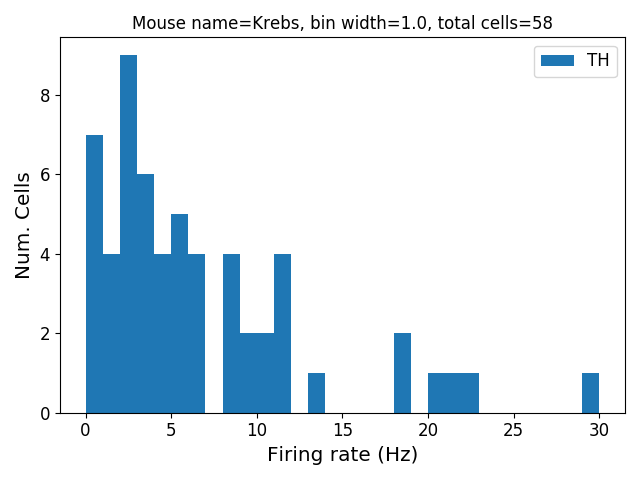 Mouse name=Krebs, bin width=1.0, total cells=58
TH
8
6
4
2
0
Num. Cells
0 5 10 15 20 25 30
Firing rate (Hz)